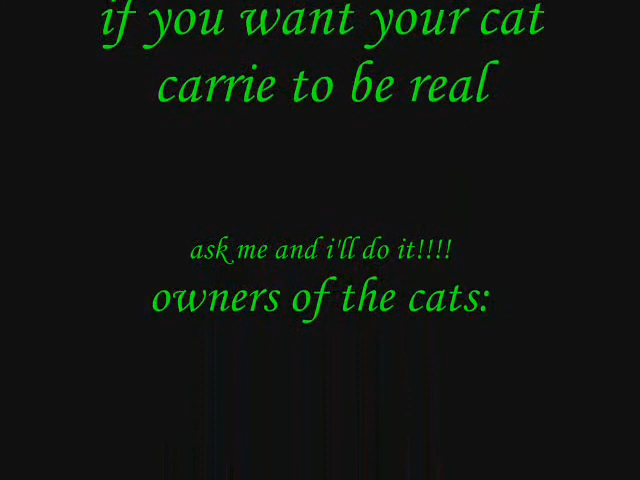 if you want your cat
carrie to be real
ask me and i'll do it!!!!
owners of the cats: